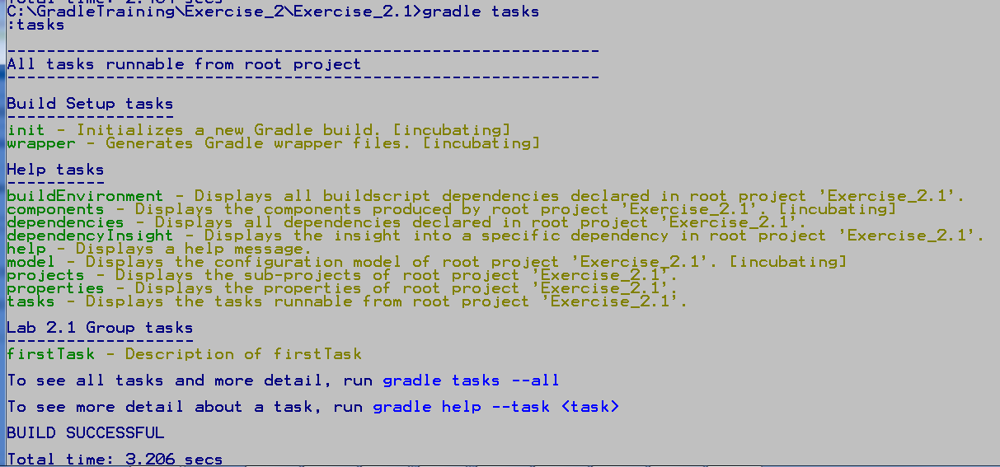 Total time: 2.404 secs
C:\GradleTraining\Exercise_2\Exercise_2.1>gradle tasks
:tasks
------------------------------------------------------------
All tasks runnable from root project
------------------------------------------------------------
Build Setup tasks
-----------------
init - Initializes a new Gradle build. [incubating]
wrapper - Generates Gradle wrapper files. [incubating]
Help tasks
----------
buildEnvironment - Displays all buildscript dependencies declared in root project 'Exercise_2.1'.
components - Displays the components produced by root project 'Exercise_2.1'. [incubating]
dependencies - Displays all dependencies declared in root project 'Exercise_2.1'.
dependencyInsight - Displays the insight into a specific dependency in root project 'Exercise_2.1'.
help - Displays a help message.
model - Displays the configuration model of root project 'Exercise_2.1'. [incubating]
projects - Displays the sub-projects of root project 'Exercise_2.1'.
properties - Displays the properties of root project 'Exercise_2.1'.
tasks - Displays the tasks runnable from root project 'Exercise_2.1'.
Lab 2.1 Group tasks
-------------------
firstTask - Description of firstTask
To see all tasks and more detail, run gradle tasks --all
To see more detail about a task, run gradle help --task <task>
BUILD SUCCESSFUL
Total time: 3.206 secs